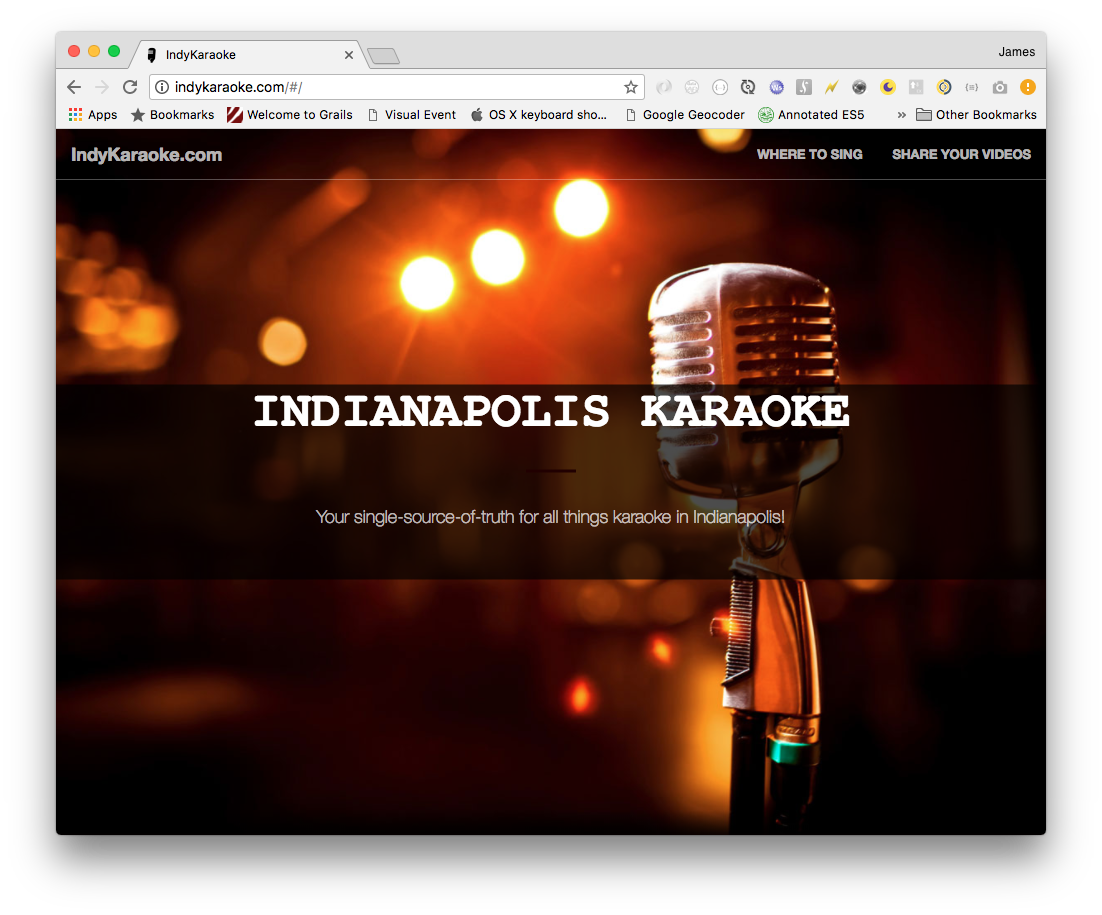 IndyKaraoke
James
indykaraoke.com/#/
Apps Bookmarks Welcome to Grails Visual Event OS X keyboard sho... Google Geocoder Annotated ES5 » Other Bookmarks
IndyKaraoke.com WHERE TO SING SHARE YOUR VIDEOS
INDIANAPOLIS KARAOKE
Your single-source-of-truth for all things karaoke in Indianapolis!